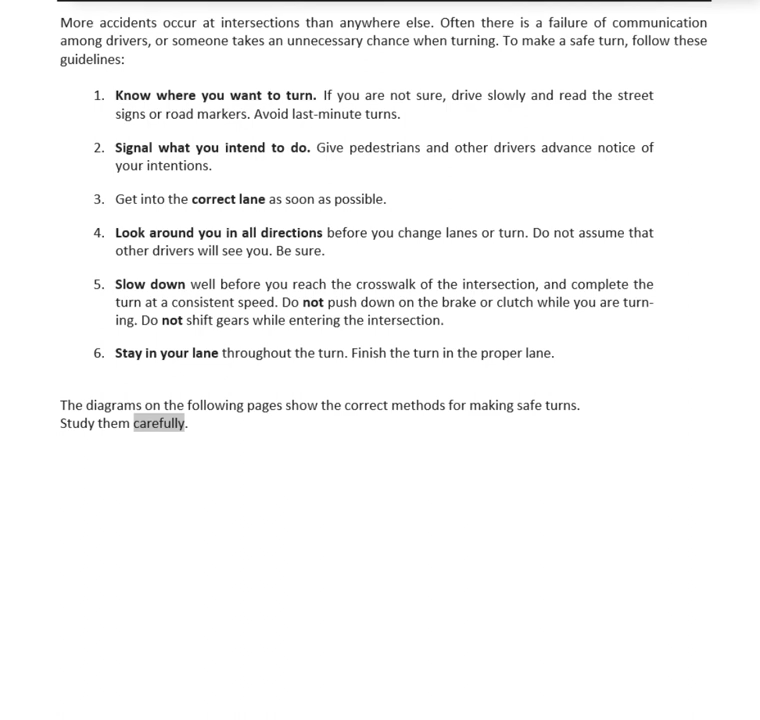 More accidents occur at intersections than anywhere else. Often there is a failure of communication
among drivers, or someone takes an unnecessary chance when turning. To make a safe turn, follow these
guidelines:
1. Know where you want to turn. If you are not sure, drive slowly and read the street
signs or road markers. Avoid last-minute turns.
2. Signal what you intend to do. Give pedestrians and other drivers advance notice of
your intentions.
3. Get into the correct lane as soon as possible.
4. Look around you in all directions before you change lanes or turn. Do not assume that
other drivers will see you. Be sure.
5. Slow down well before you reach the crosswalk of the intersection, and complete the
turn at a consistent speed. Do not push down on the brake or clutch while you are turn-
ing. Do not shift gears while entering the intersection.
6. Stay in your lane throughout the turn. Finish the turn in the proper lane.
The diagrams on the following pages show the correct methods for making safe turns.
Study them carefully.